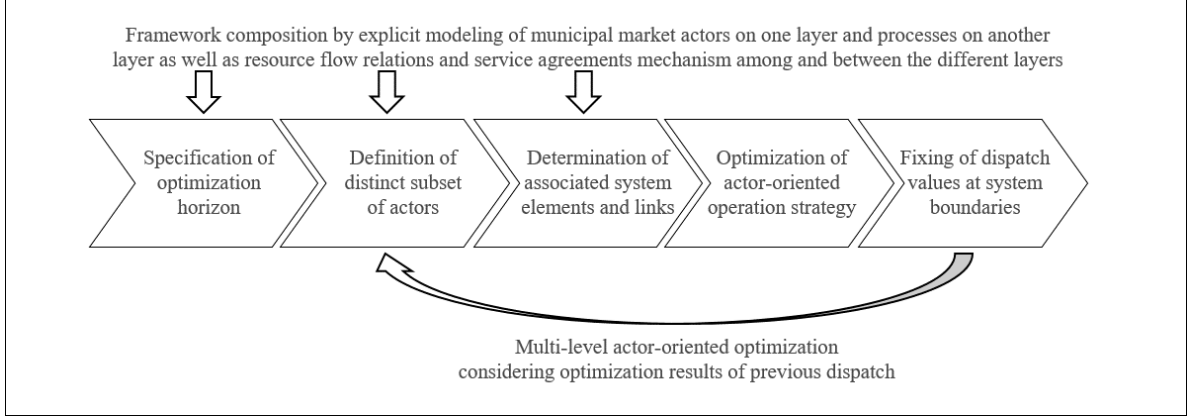 Framework composition by explicit modeling of municipal market actors on one layer and processes on another
layer as well as resource flow relations and service agreements mechanism among and between the different layers
Specification of
optimization
horizon
Definition of
distinct subset
of actors
Determination of
associated system
elements and links
Optimization of
actor-oriented
operation strategy
Fixing of dispatch
values at system
boundaries
Multi-level actor-oriented optimization
considering optimization results of previous dispatch